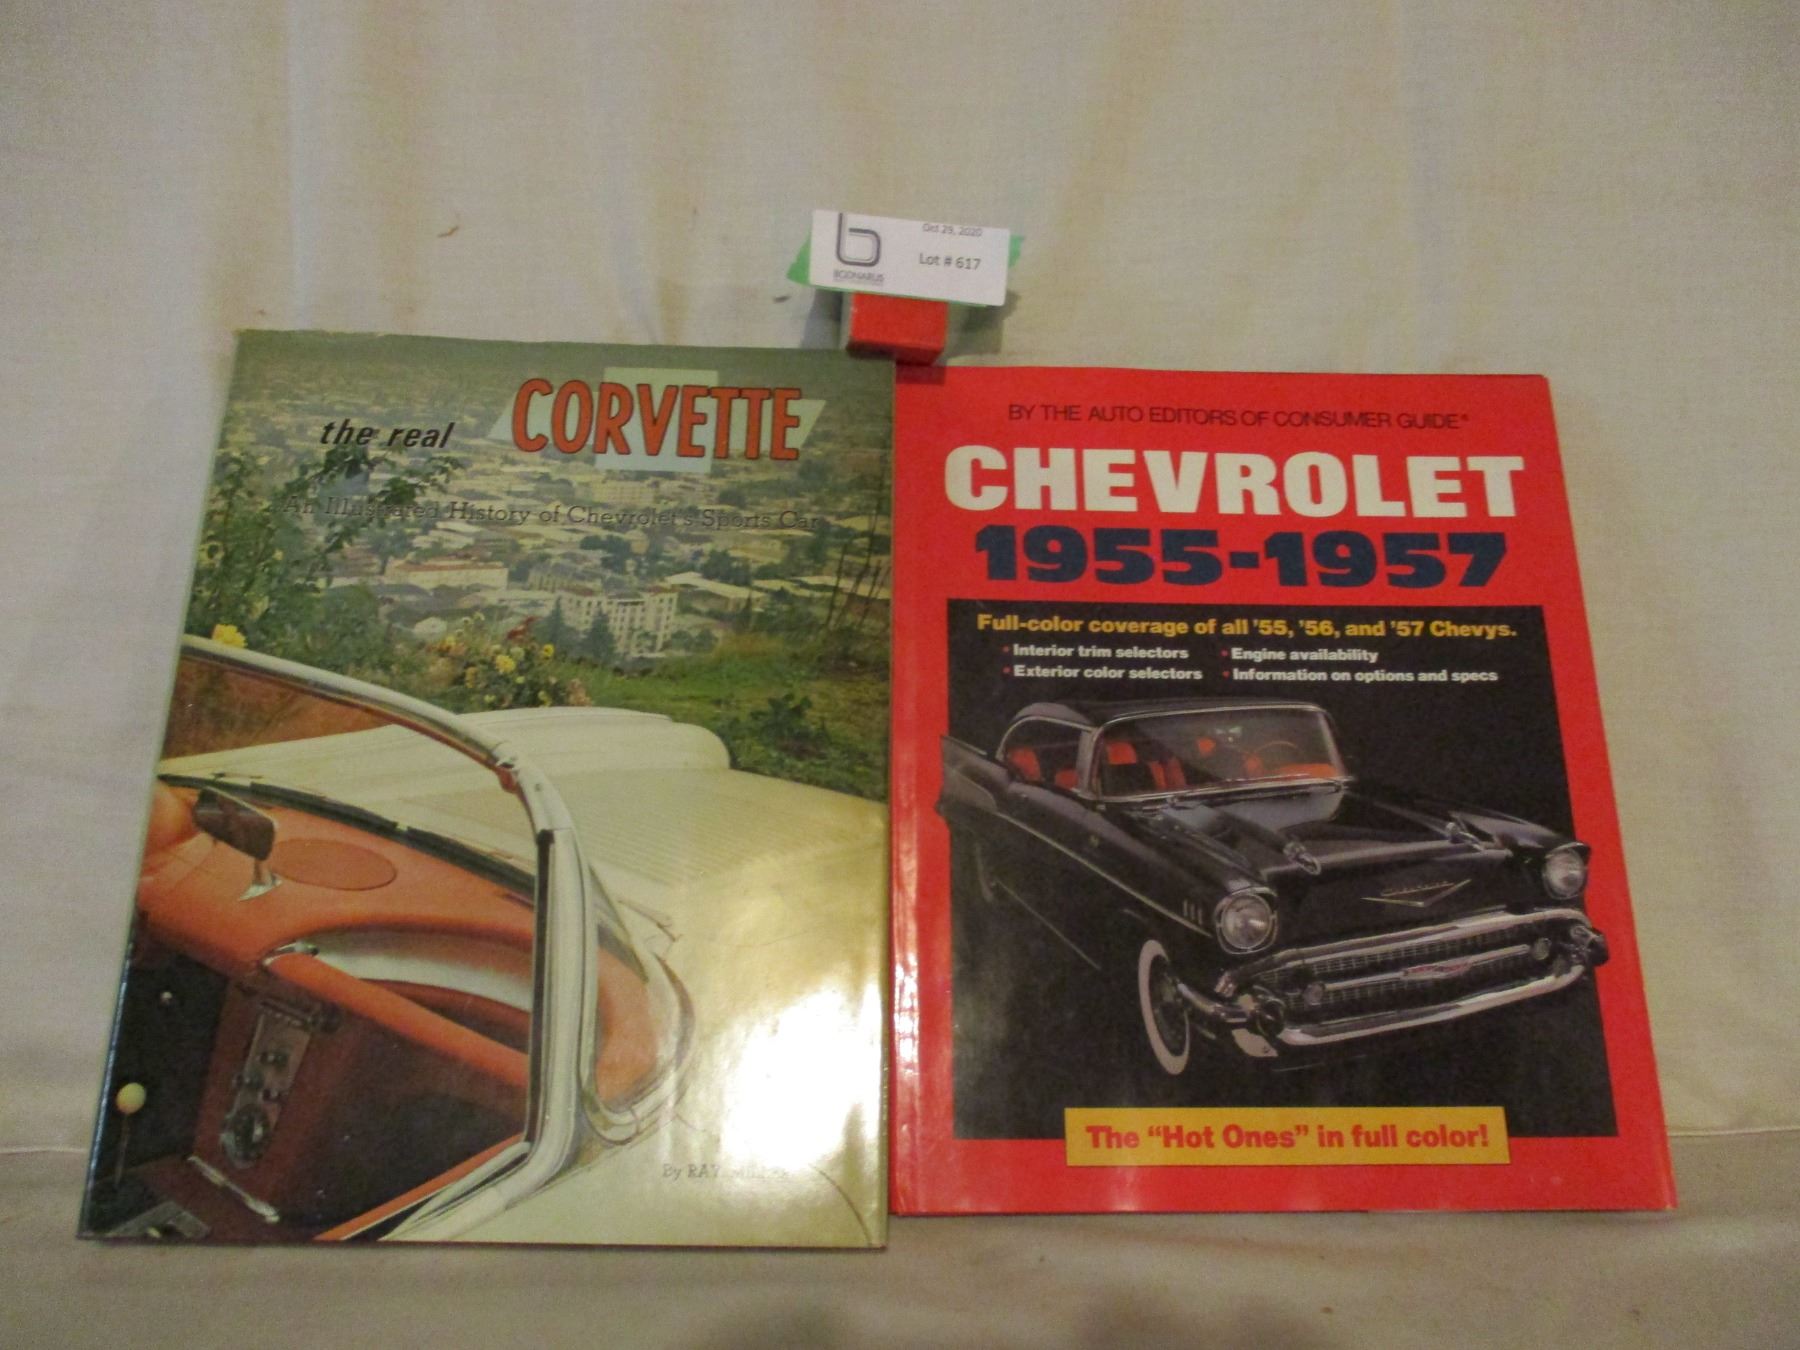 Oct 29, 2020
Lot # 617
BODNARUS
the real CORVETTE
An Illustrated History of Chevrolet's Sports Car
By RAY
BY THE AUTO EDITORS OF CONSUMER GUIDE®
CHEVROLET
1955-1957
Full-color coverage of all '55, '56, and '57 Chevys.
• Interior trim selectors • Engine availability
• Exterior color selectors • Information on options and specs
The "Hot Ones" in full color!